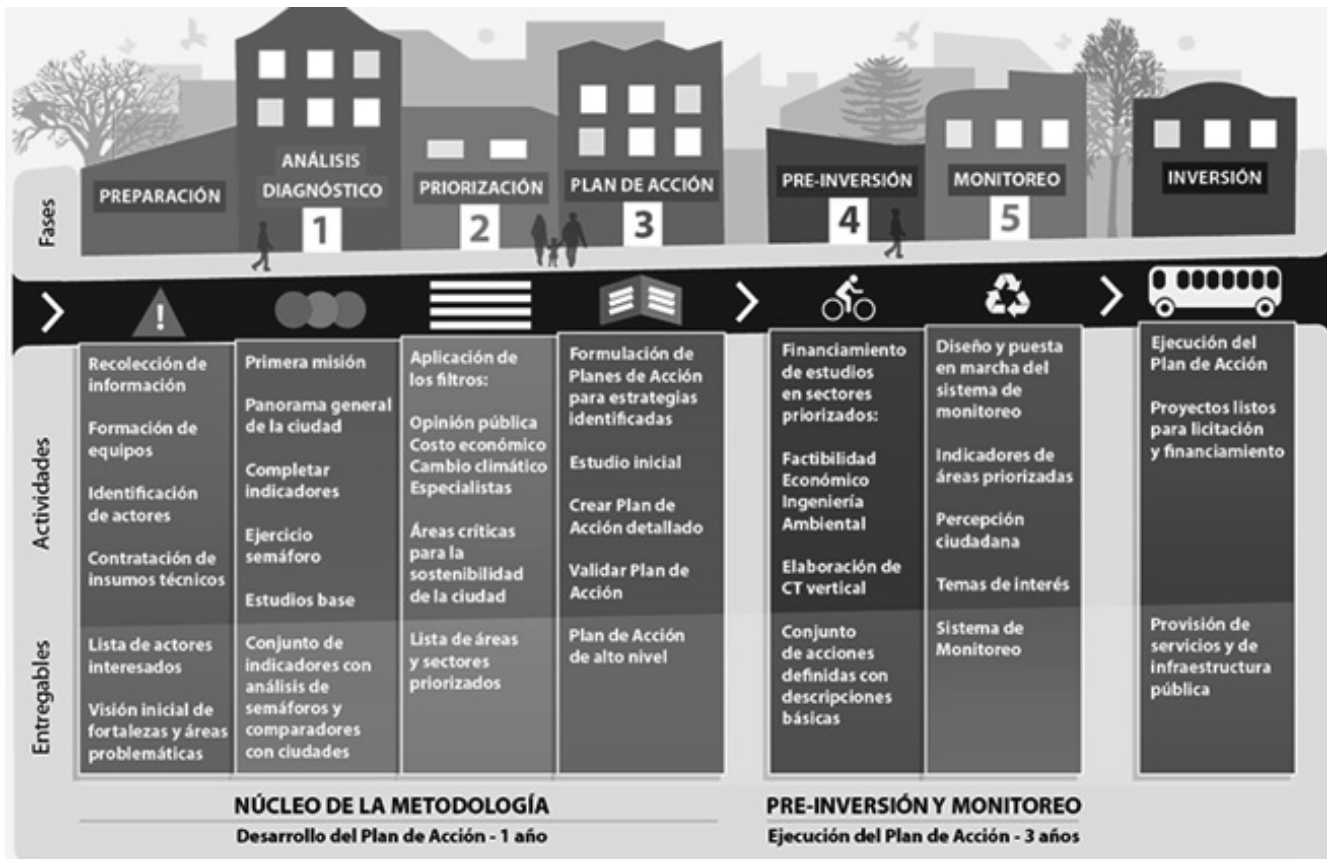 Fases
PREPARACIÓN
ANÁLISIS
DIAGNÓSTICO
1
PRIORIZACIÓN
2
PLAN DE ACCIÓN
3
PRE-INVERSIÓN
4
MONITOREO
5
INVERSIÓN
!
Actividades
Recolección de
información
Formación de
equipos
Identificación
de actores
Contratación de
insumos técnicos
Primera misión
Panorama general
de la ciudad
Completar
indicadores
Ejercicio
semáforo
Estudios base
Aplicación de
los filtros:
Opinión pública
Costo económico
Cambio climático
Especialistas
Áreas críticas
para la
sostenibilidad
de la ciudad
Formulación de
Planes de Acción
para estrategias
identificadas
Estudio inicial
Crear Plan de
Acción detallado
Validar Plan de
Acción
Financiamiento
de estudios
en sectores
priorizados:
Factibilidad
Económico
Ingeniería
Ambiental
Elaboración de
CT vertical
Diseño y puesta
en marcha del
sistema de
monitoreo
Indicadores de
áreas priorizadas
Percepción
ciudadana
Temas de interés
Ejecución del
Plan de Acción
Proyectos listos
para licitación
y financiamiento
Entregables
Lista de actores
interesados
Visión inicial de
fortalezas y áreas
problemáticas
Conjunto de
indicadores con
análisis de
semáforos y
comparadores
con ciudades
Lista de áreas
y sectores
priorizados
Plan de Acción
de alto nivel
Conjunto
de acciones
definidas con
descripciones
básicas
Sistema de
Monitoreo
Provisión de
servicios y de
infraestructura
pública
NÚCLEO DE LA METODOLOGÍA
Desarrollo del Plan de Acción - 1 año
PRE-INVERSIÓN Y MONITOREO
Ejecución del Plan de Acción - 3 años